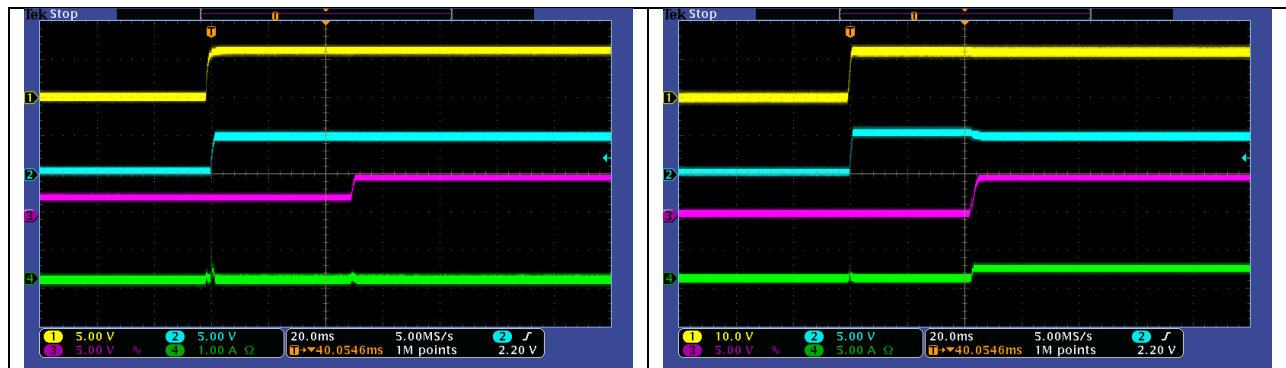 Tek Stop
T
T
1
2
3
4
1 5.00 V 2 5.00 V
3 5.00 V 4 1.00 A Ω
20.0ms 5.00MS/s 2
T→▼40.0546ms 1M points 2.20 V
Tek Stop
T
T
1
2
3
4
1 10.0 V 2 5.00 V
3 5.00 V 4 5.00 A Ω
20.0ms 5.00MS/s 2
T→▼40.0546ms 1M points 2.20 V